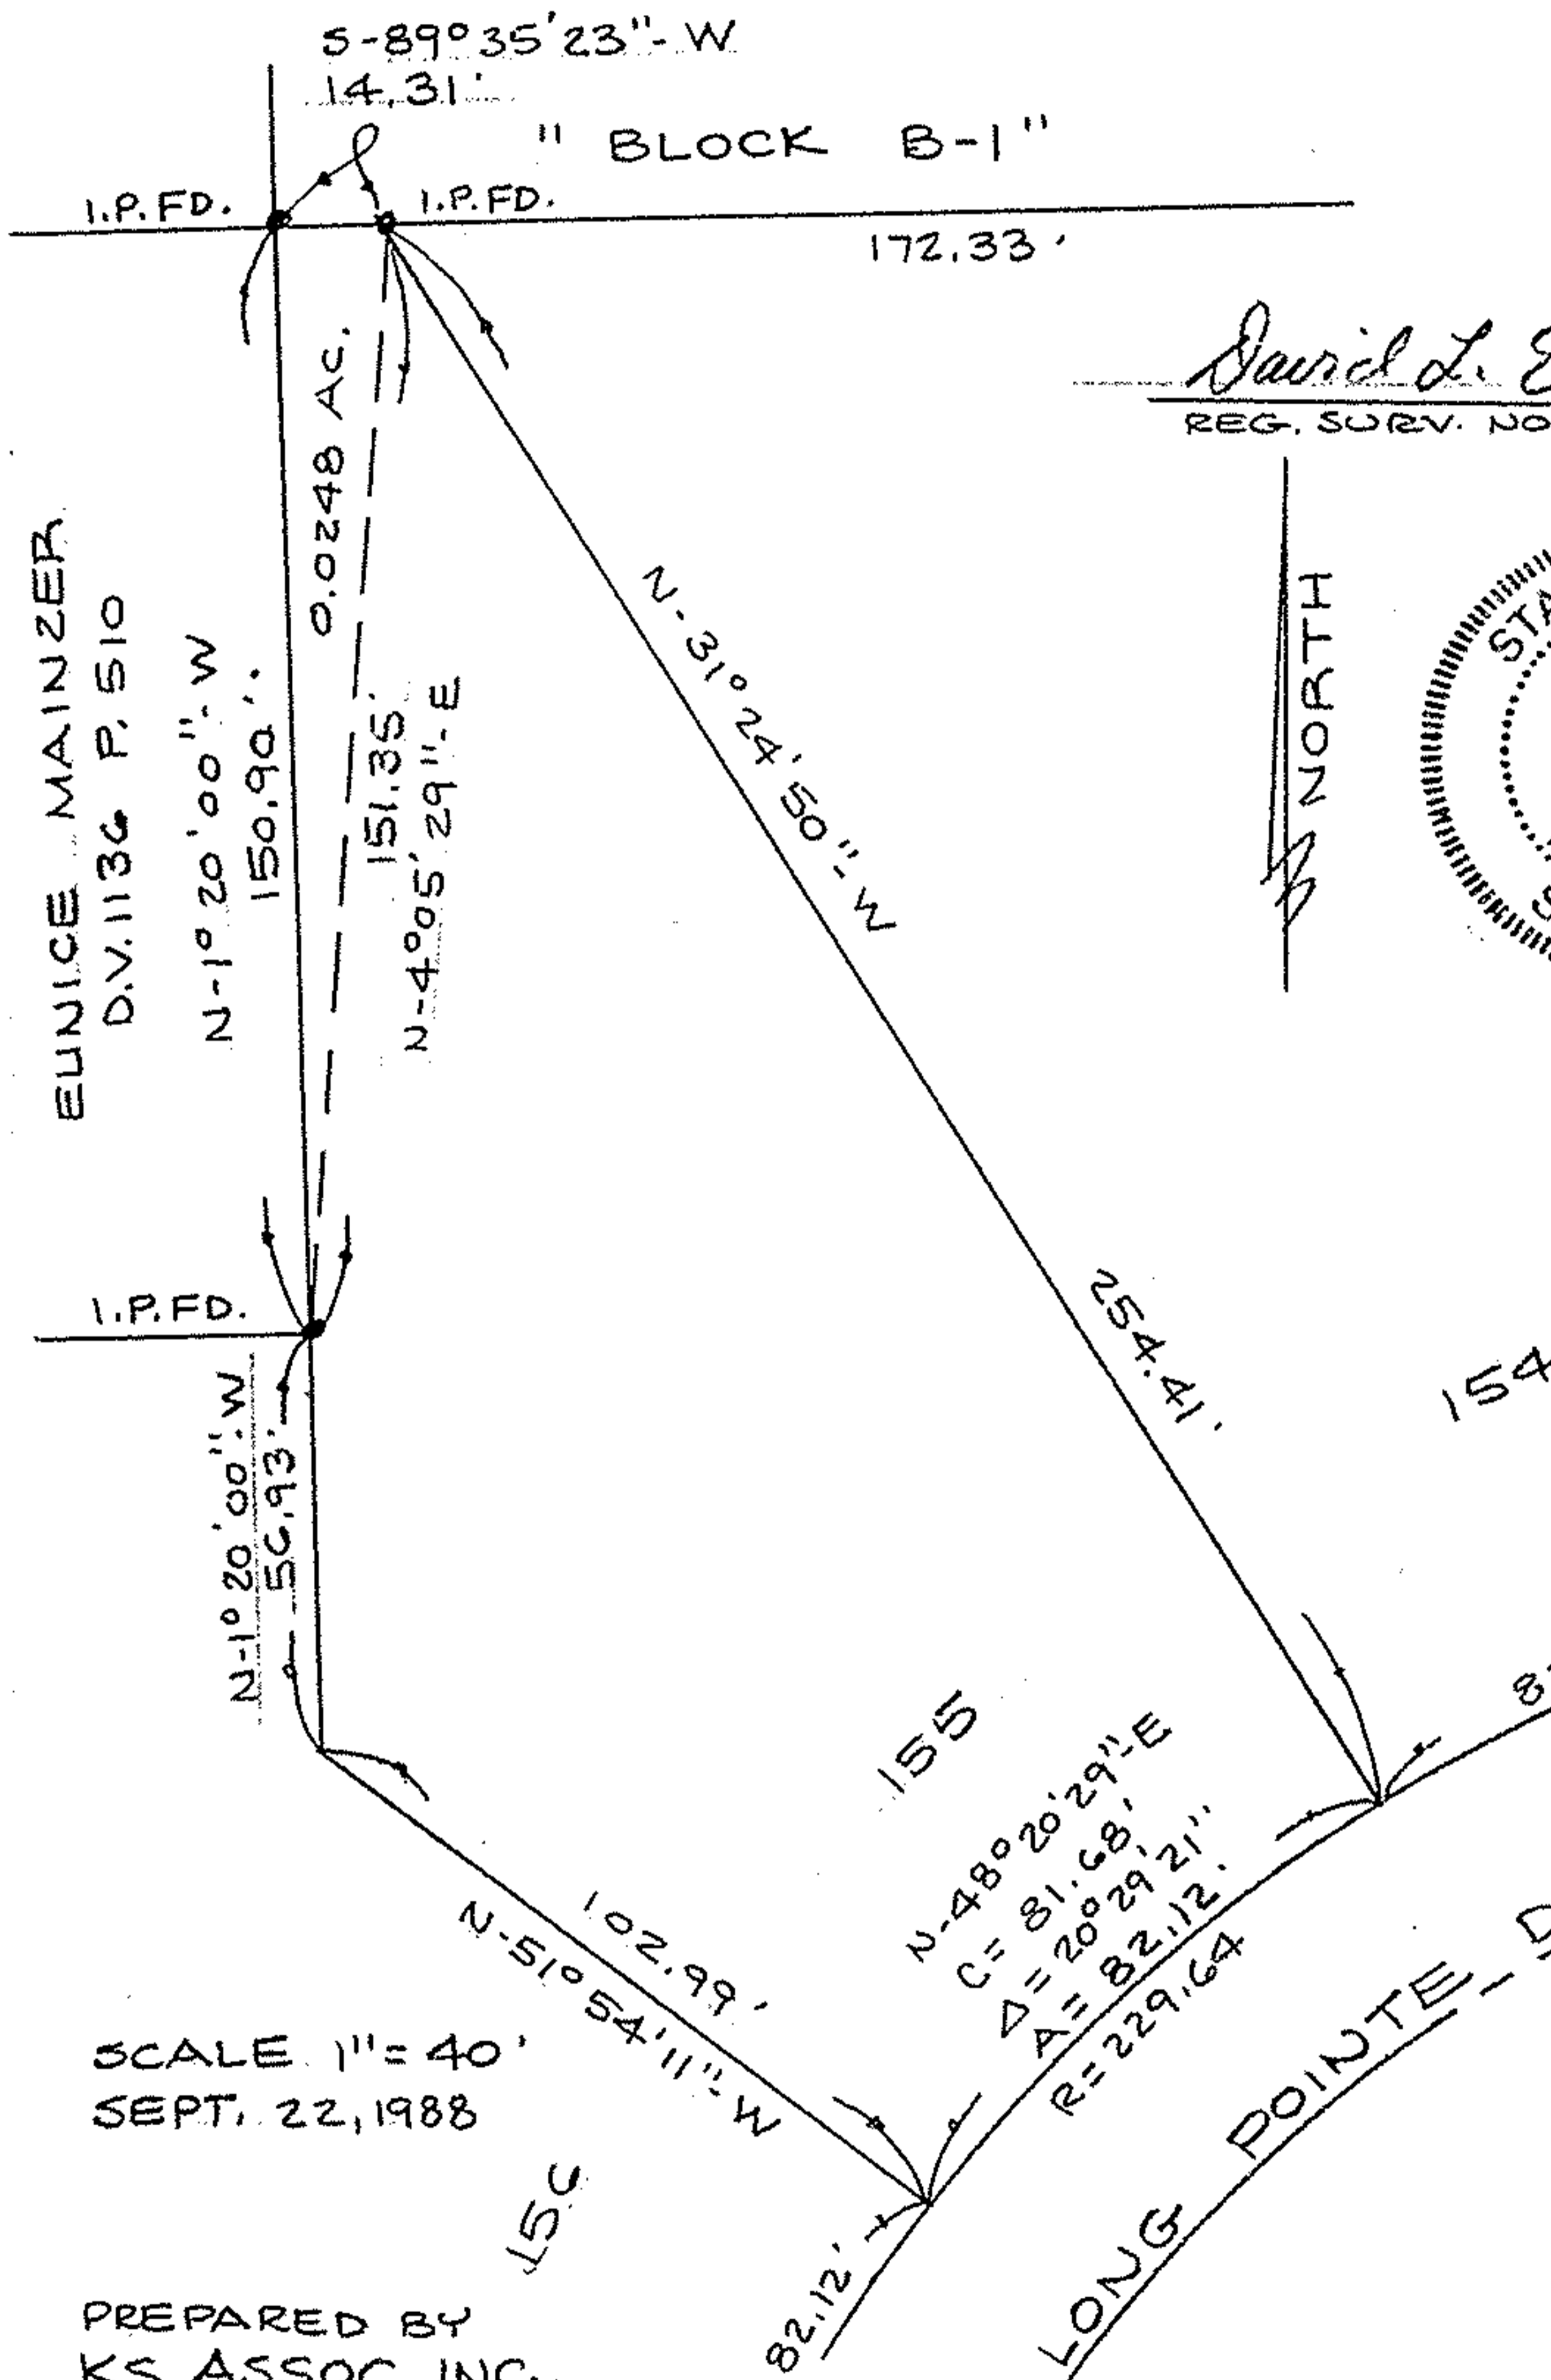 S-89°35'23"-W
14.31'
"BLOCK B-1"
I.P. FD.
I.P. FD.
172.33'
David L.
REG. SURV. NO
0.0248 AC.
EUNICE MAINZER
D.V. 1136 P. 510
N-1°20'00"-W
150.90'
151.35'
N-4°05'29"-E
N-31°24'50"-W
254.41'
NORTH
I.P. FD.
N-1°20'00"-W
56.93'
154
155
N-48°20'29"-E
C= 81.68'
Δ= 20°29'21"
A= 82.12'
R= 229.64
102.99'
N-51°54'11"-W
SCALE 1"=40'
SEPT. 22, 1988
156
82.12'
LONG POINTE D
PREPARED BY
KS ASSOC. INC.